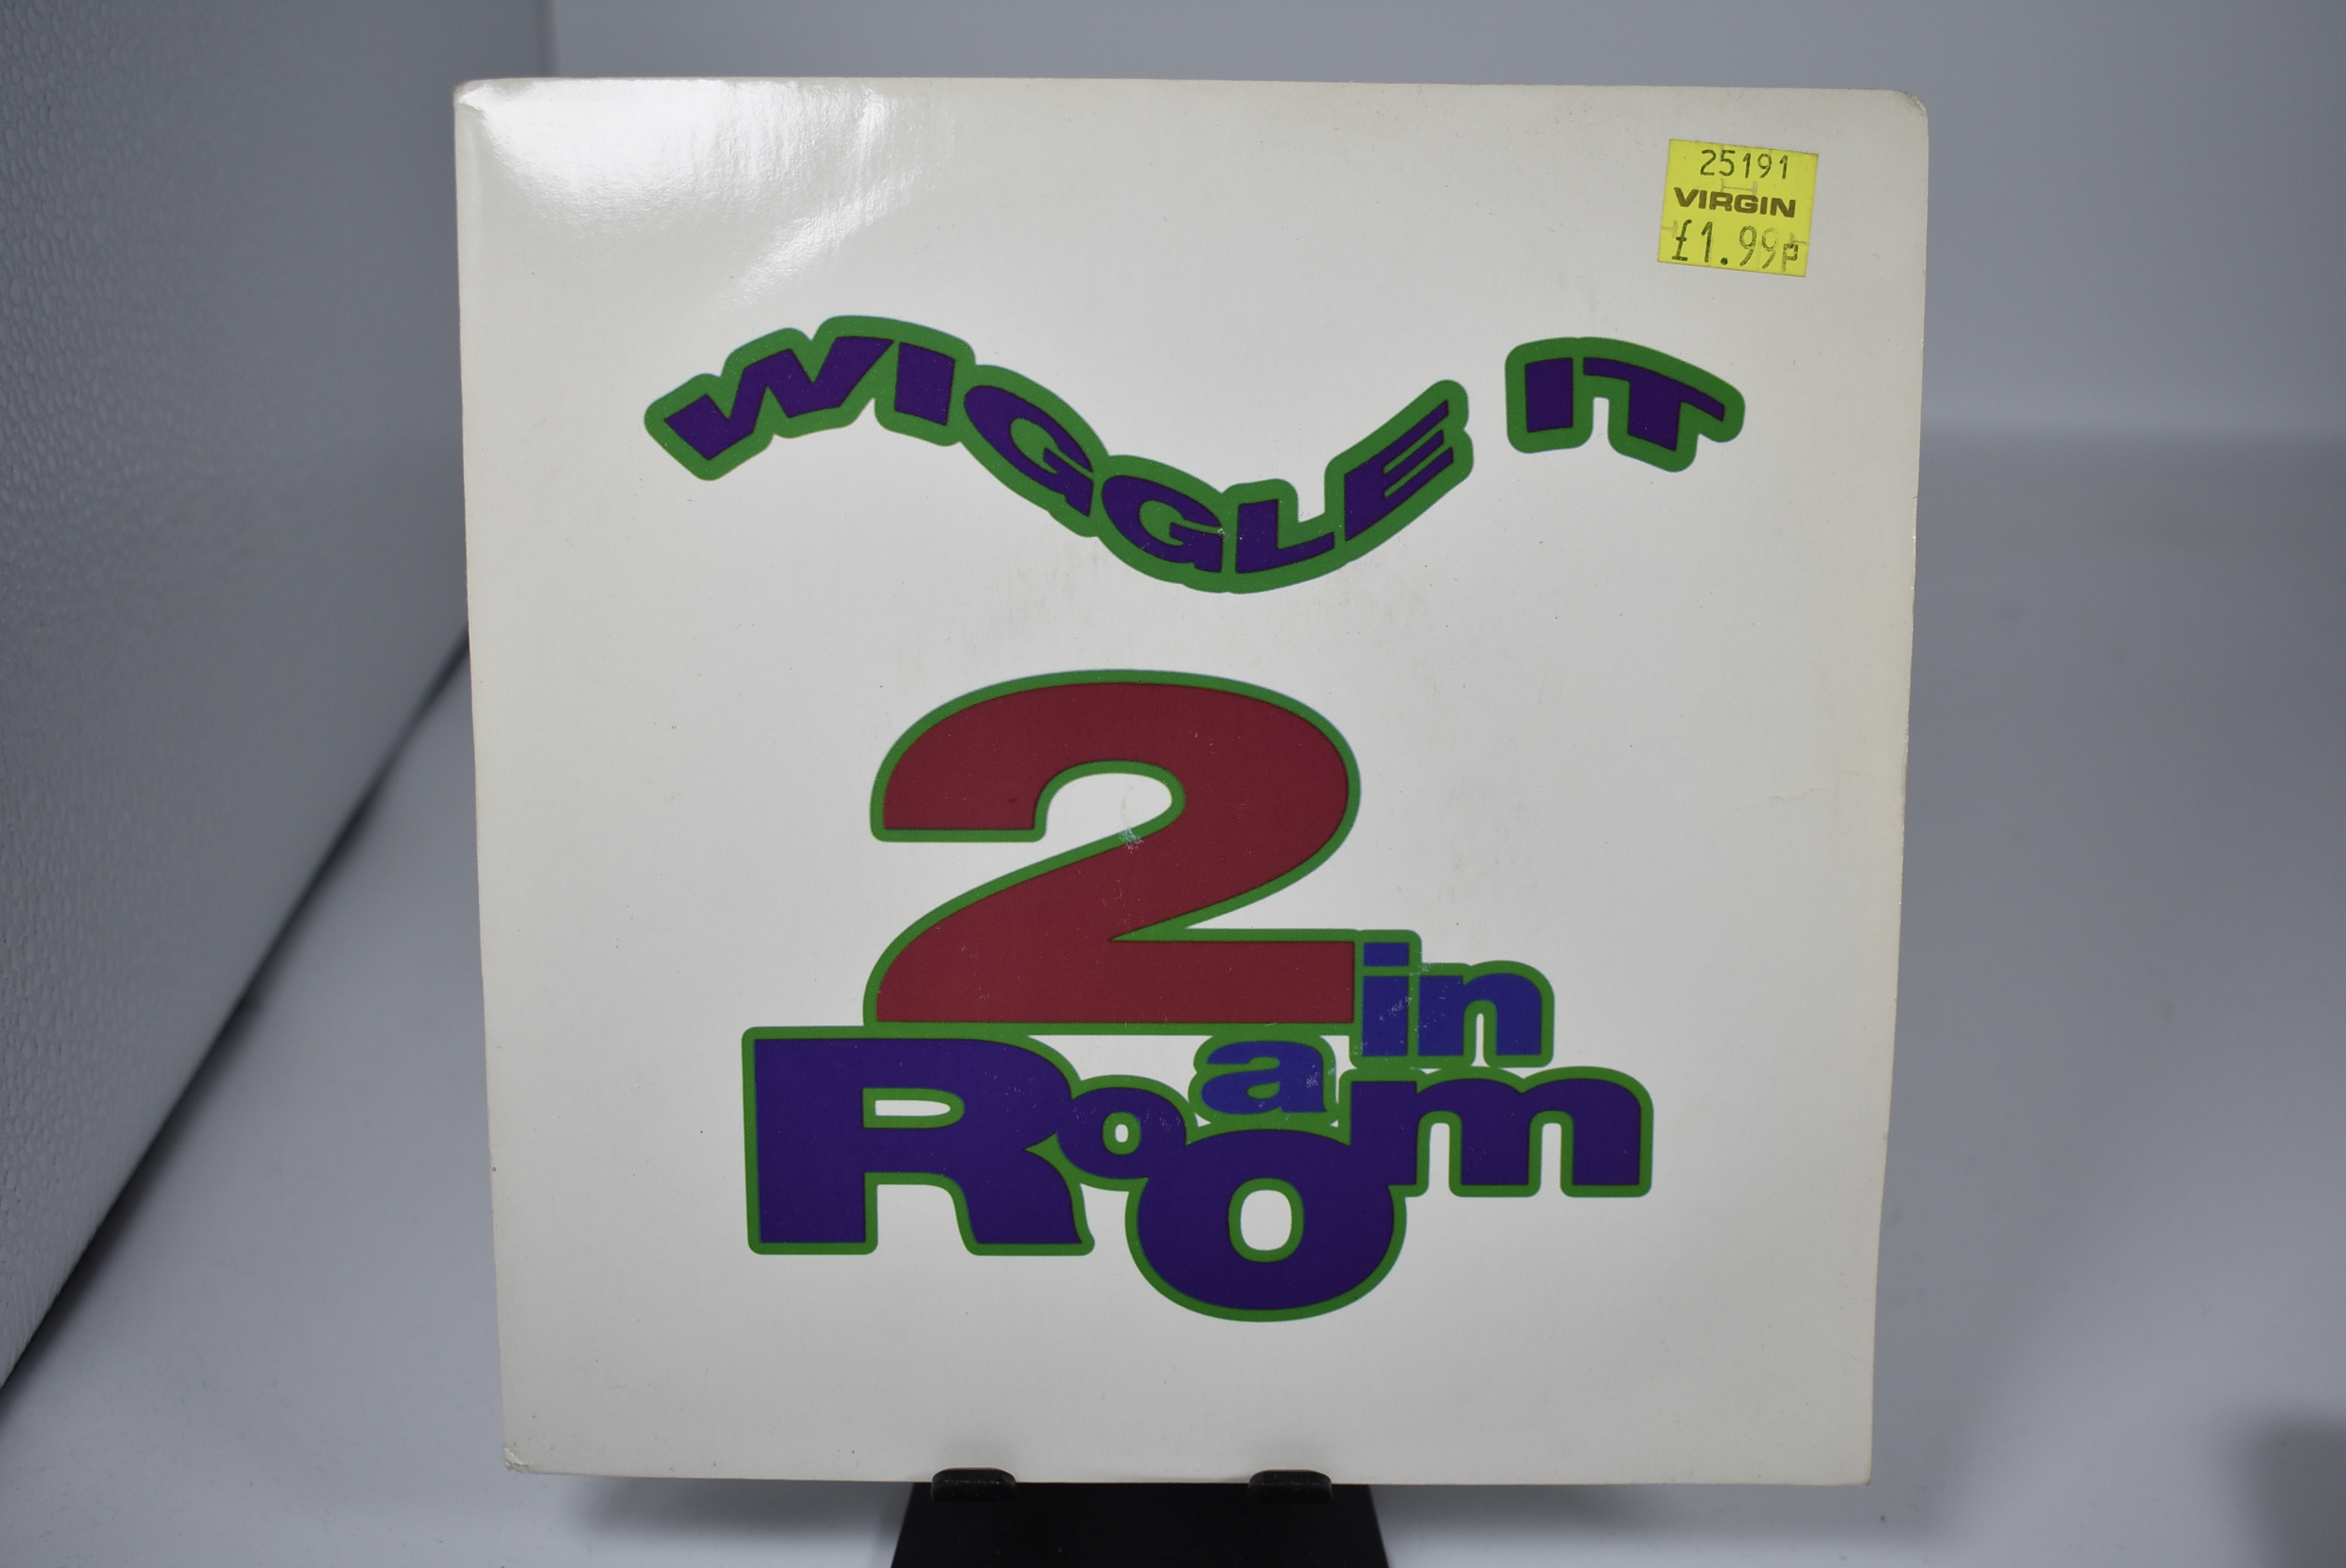 25191
VIRGIN
£1.99P
WIGGLE IT
2 in
a
Room